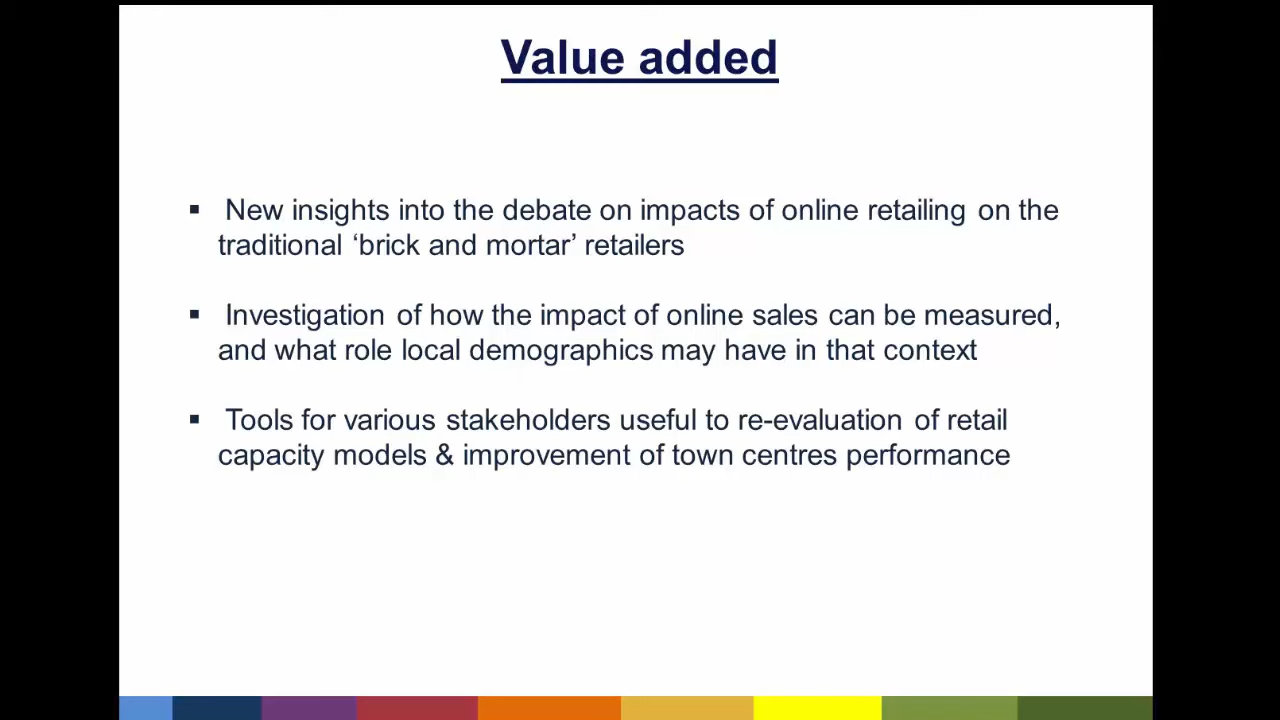 Value added
▪ New insights into the debate on impacts of online retailing on the
traditional ‘brick and mortar’ retailers
▪ Investigation of how the impact of online sales can be measured,
and what role local demographics may have in that context
▪ Tools for various stakeholders useful to re-evaluation of retail
capacity models & improvement of town centres performance